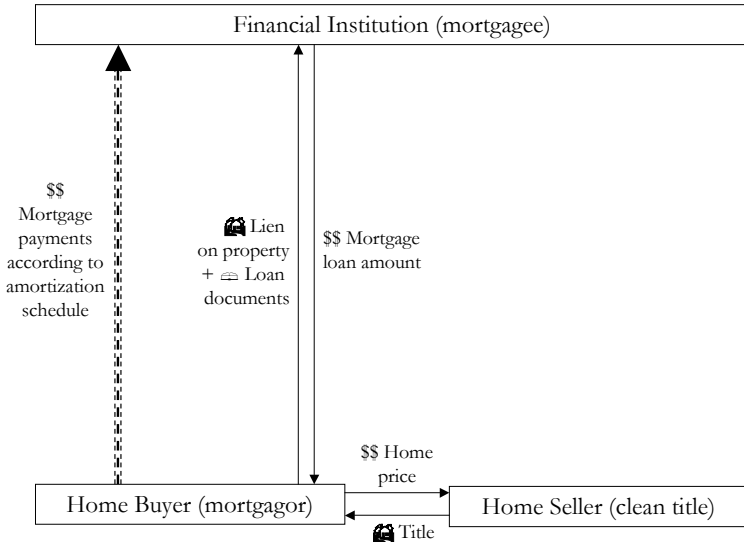 Financial Institution (mortgagee)
$$
Mortgage
payments
according to
amortization
schedule
Lien
on property
+ Loan
documents
$$ Mortgage
loan amount
$$ Home
price
Home Buyer (mortgagor)
Home Seller (clean title)
Title